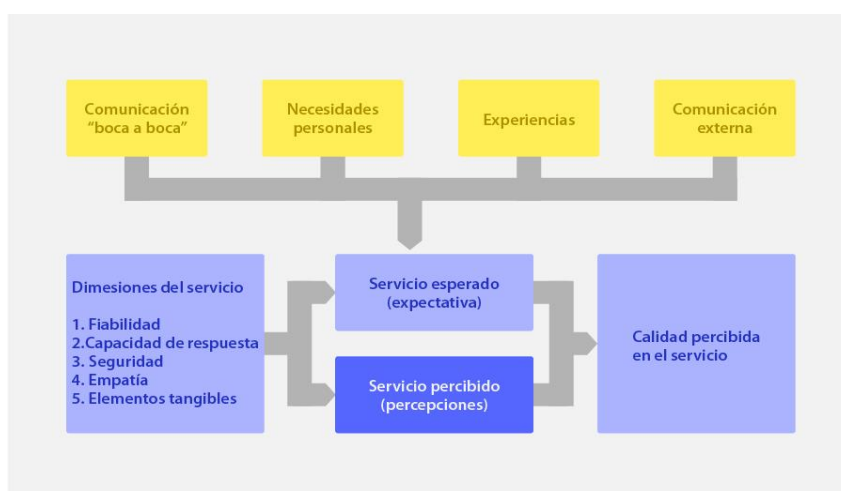 Comunicación
“boca a boca”
Necesidades
personales
Experiencias
Comunicación
externa
Dimesiones del servicio
1. Fiabilidad
2.Capacidad de respuesta
3. Seguridad
4. Empatía
5. Elementos tangibles
Servicio esperado
(expectativa)
Servicio percibido
(percepciones)
Calidad percibida
en el servicio